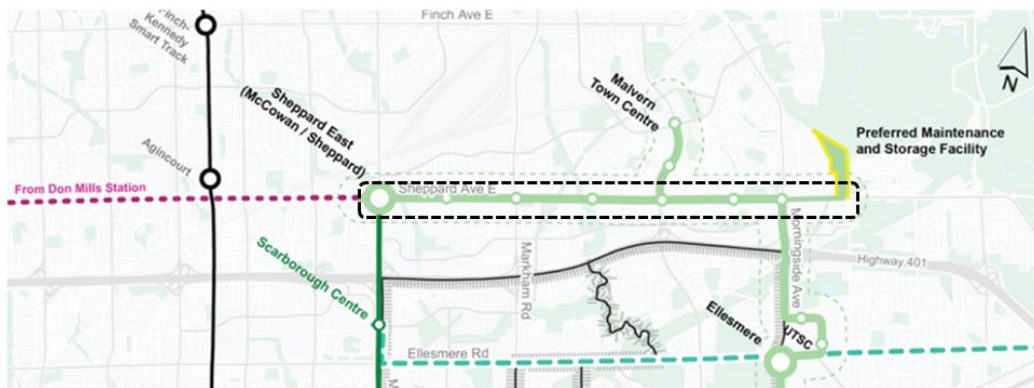 Finch Ave E
Finch-
Kennedy
Smart Track
N
Sheppard East
(McCowan / Sheppard)
Malvern
Town Centre
Preferred Maintenance
and Storage Facility
Agincourt
From Don Mills Station
Sheppard Ave E
Scarborough Centre
Markham Rd
Morningside Ave
Highway 401
Ellesmere
UTSC
Ellesmere Rd